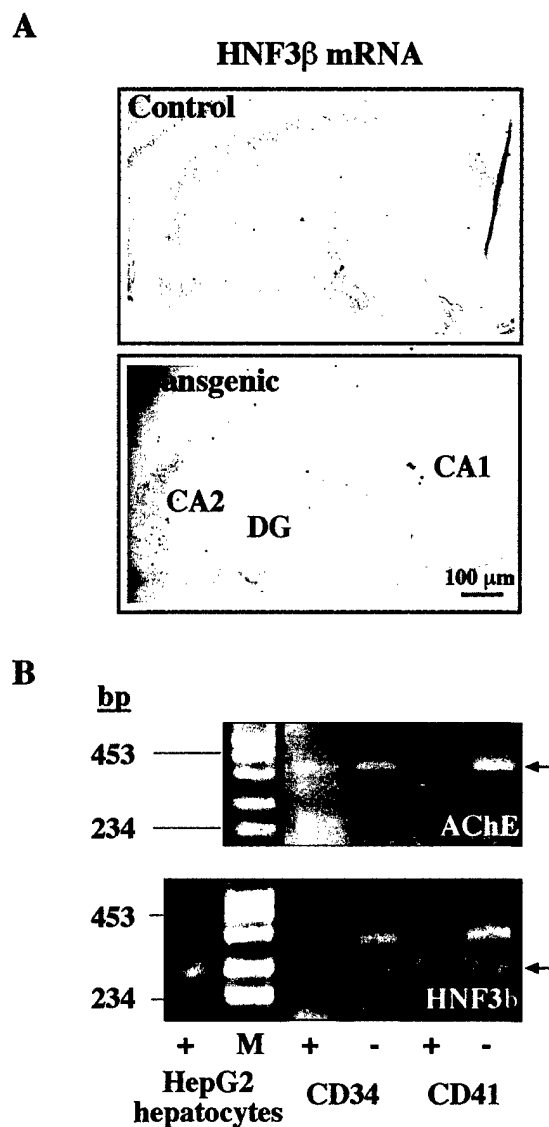 A
HNF3β mRNA
Control
ansgenic
CA1
CA2
DG
100 μm
B
bp
453
AChE
234
453
HNF3b
234
+ M + - + -
HepG2 hepatocytes CD34 CD41